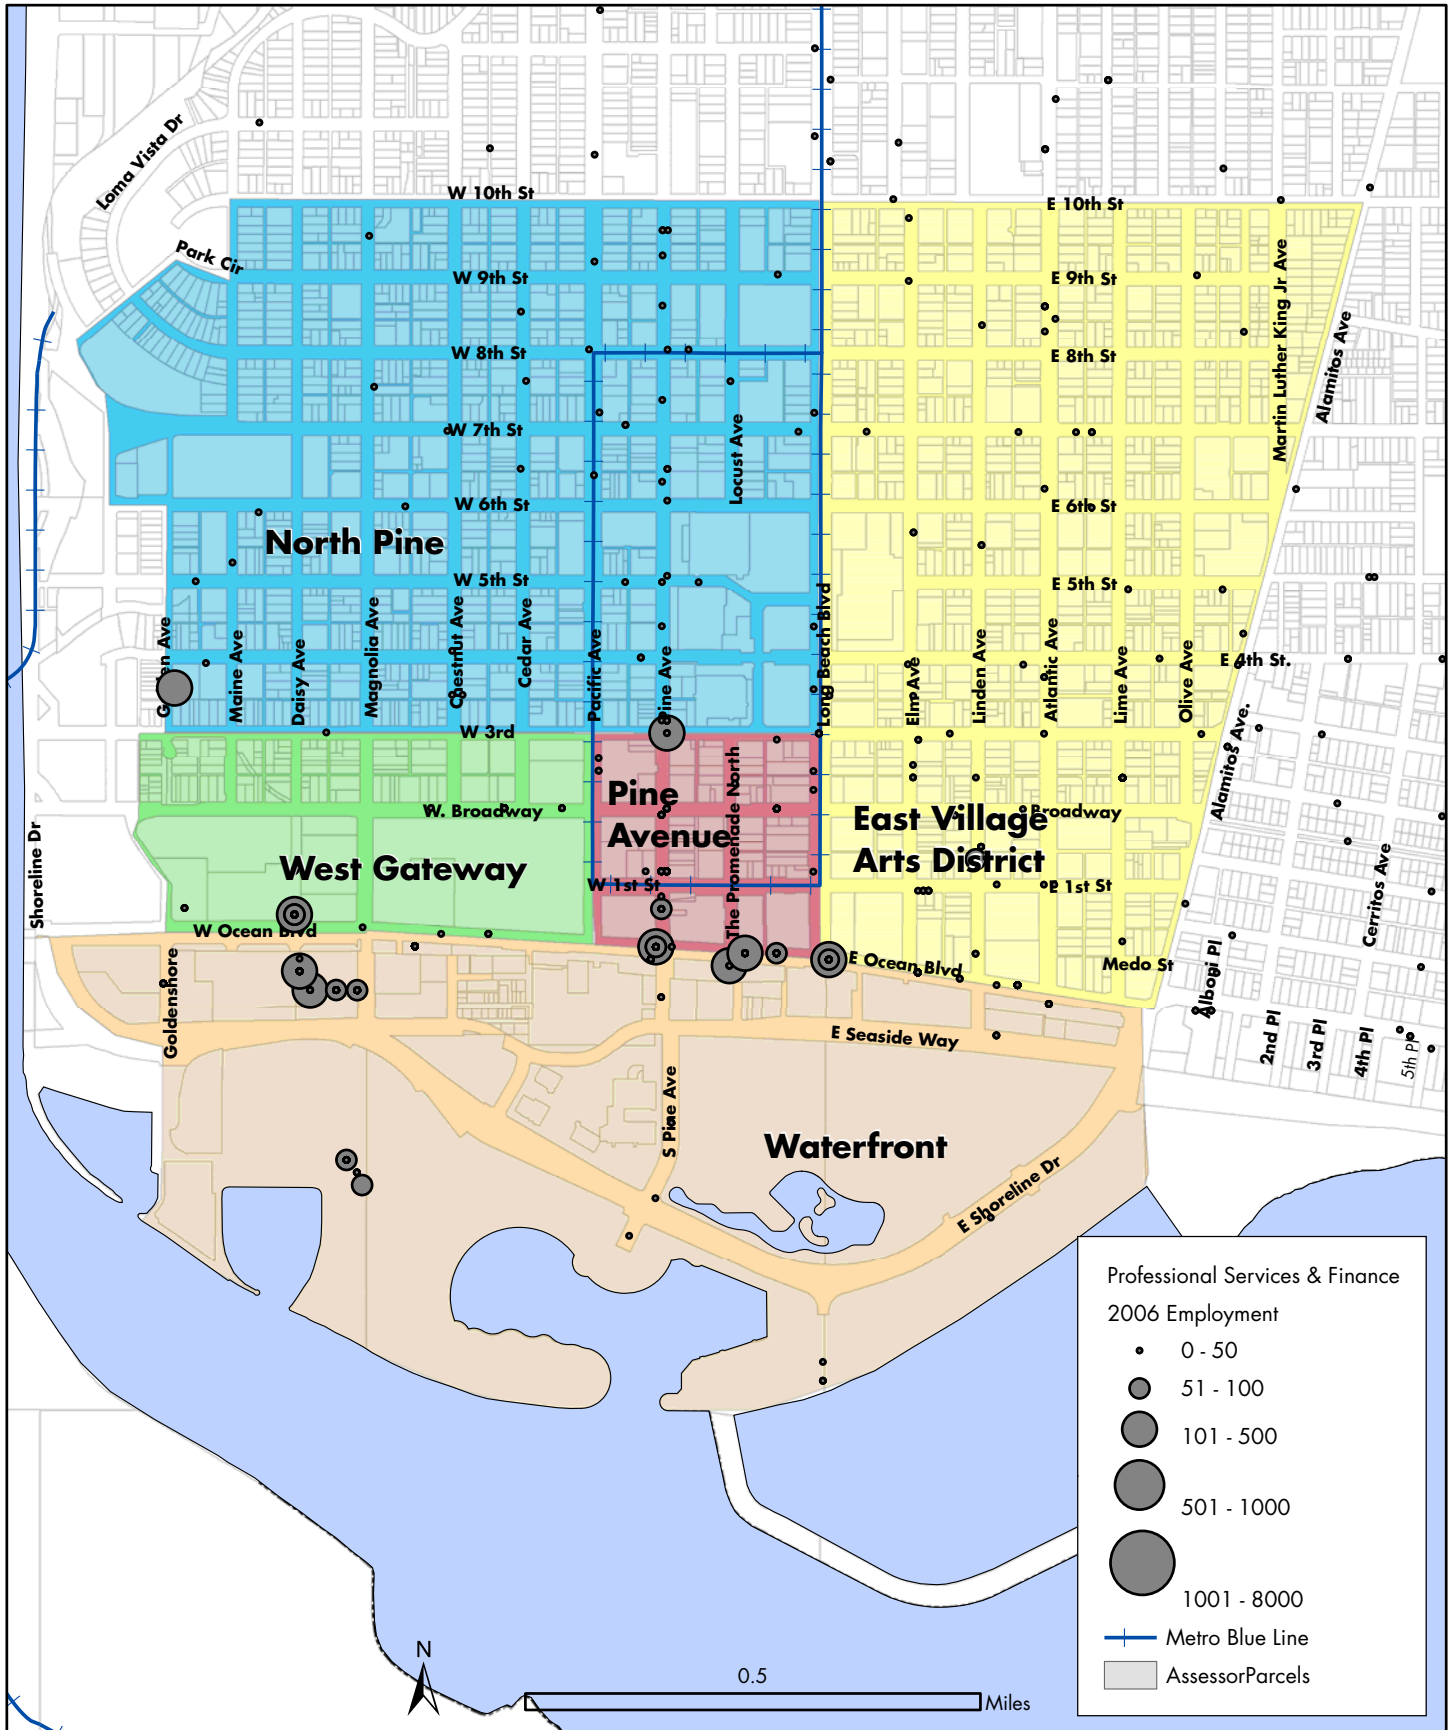 Loma Vista Dr
W 10th St
E 10th St
Park Cir
W 9th St
E 9th St
Martin Luther King Jr Ave
Alamitos Ave
W 8th St
E 8th St
W 7th St
Locust Ave
W 6th St
E 6th St
North Pine
W 5th St
E 5th St
Maine Ave
Daisy Ave
Magnolia Ave
Chestnut Ave
Cedar Ave
Pacific Ave
Pine Ave
Long Beach Blvd
Elm Ave
Linden Ave
Atlantic Ave
Lime Ave
Olive Ave
E 4th St.
W 3rd
Alamitos Ave.
Pine
Avenue
The Promenade North
W. Broadway
East Village
Arts District
Broadway
West Gateway
Shoreline Dr
W 1st St
E 1st St
Cerritos Ave
W Ocean Blvd
E Ocean Blvd
Medo St
Alboni Pl
Goldenshore
E Seaside Way
2nd Pl
3rd Pl
4th Pl
5th Pl
S Pine Ave
Waterfront
E Shoreline Dr
Professional Services & Finance
2006 Employment
0 - 50
51 - 100
101 - 500
501 - 1000
1001 - 8000
Metro Blue Line
AssessorParcels
N
0.5
Miles